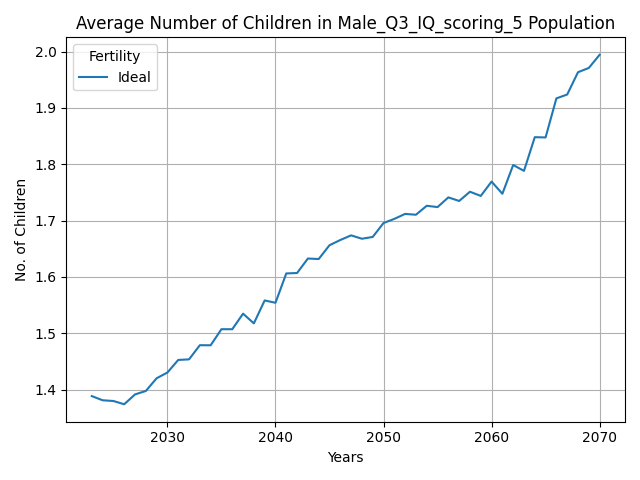 Average Number of Children in Male_Q3_IQ_scoring_5 Population
Fertility
Ideal
No. of Children
2.0
1.9
1.8
1.7
1.6
1.5
1.4
2030 2040 2050 2060 2070
Years